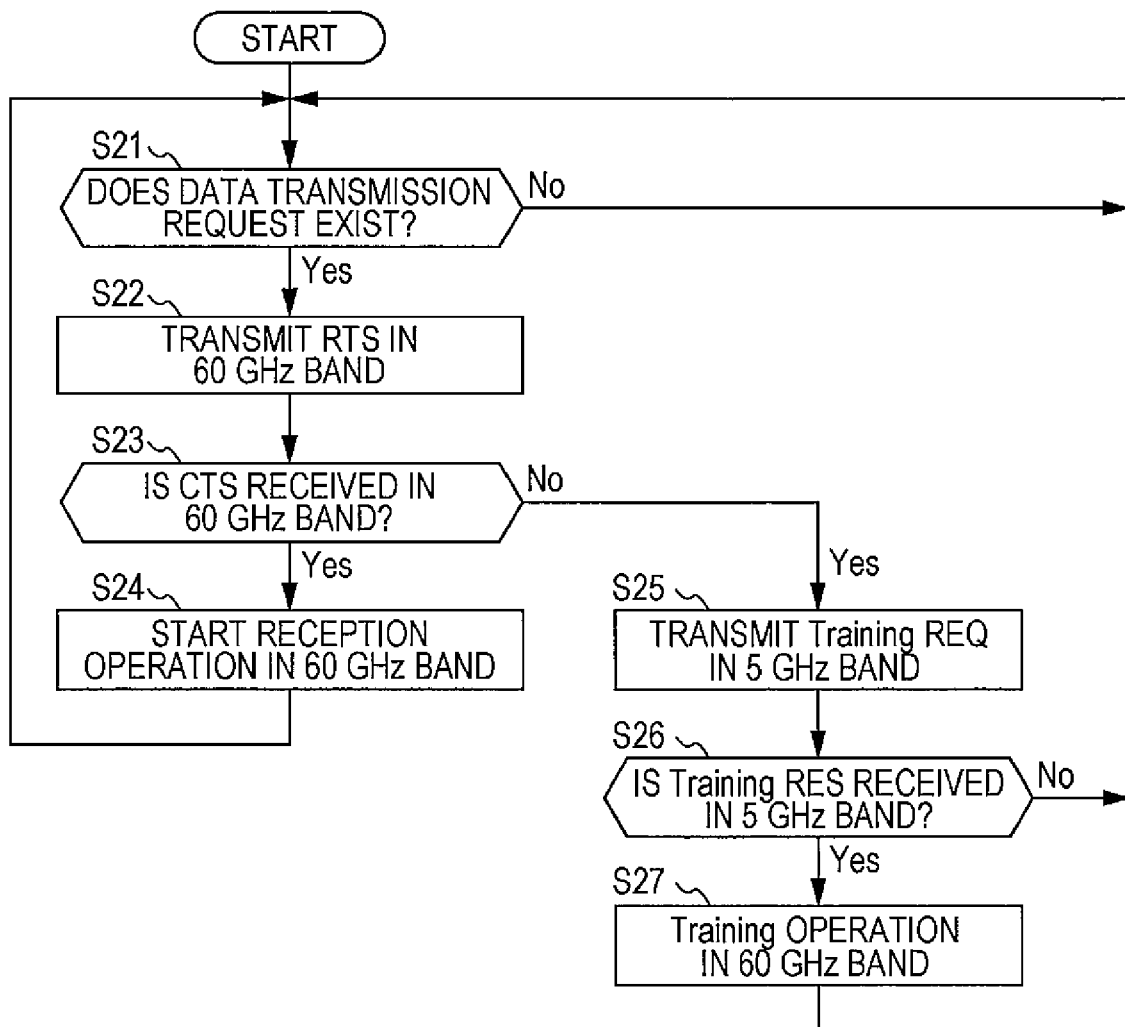 START
S21
DOES DATA TRANSMISSION
REQUEST EXIST?
No
Yes
S22
TRANSMIT RTS IN
60 GHz BAND
S23
IS CTS RECEIVED IN
60 GHz BAND?
No
Yes
Yes
S24
START RECEPTION
OPERATION IN 60 GHz BAND
S25
TRANSMIT Training REQ
IN 5 GHz BAND
S26
IS Training RES RECEIVED
IN 5 GHz BAND?
No
Yes
S27
Training OPERATION
IN 60 GHz BAND